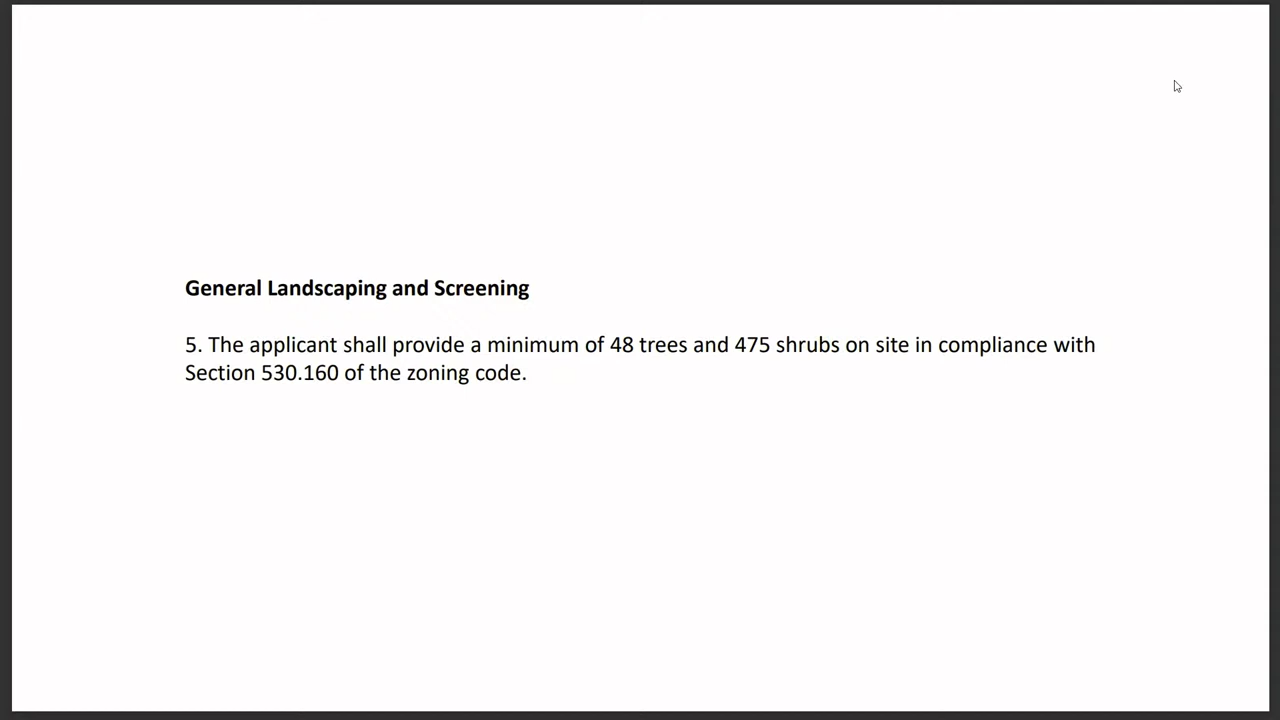 General Landscaping and Screening
5. The applicant shall provide a minimum of 48 trees and 475 shrubs on site in compliance with
Section 530.160 of the zoning code.